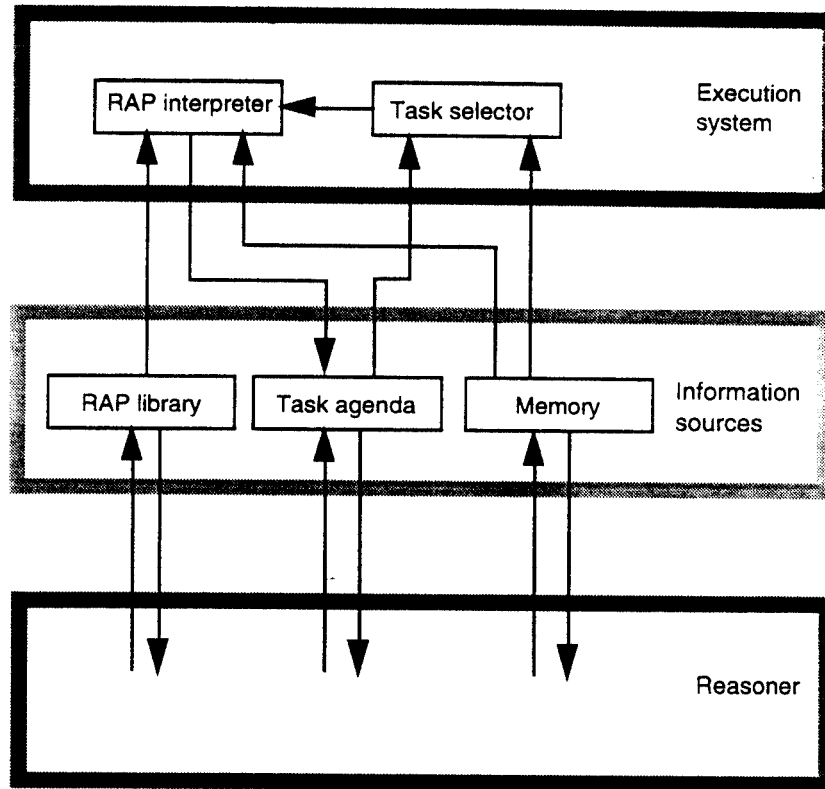 RAP interpreter
Task selector
Execution
system
RAP library
Task agenda
Memory
Information
sources
Reasoner